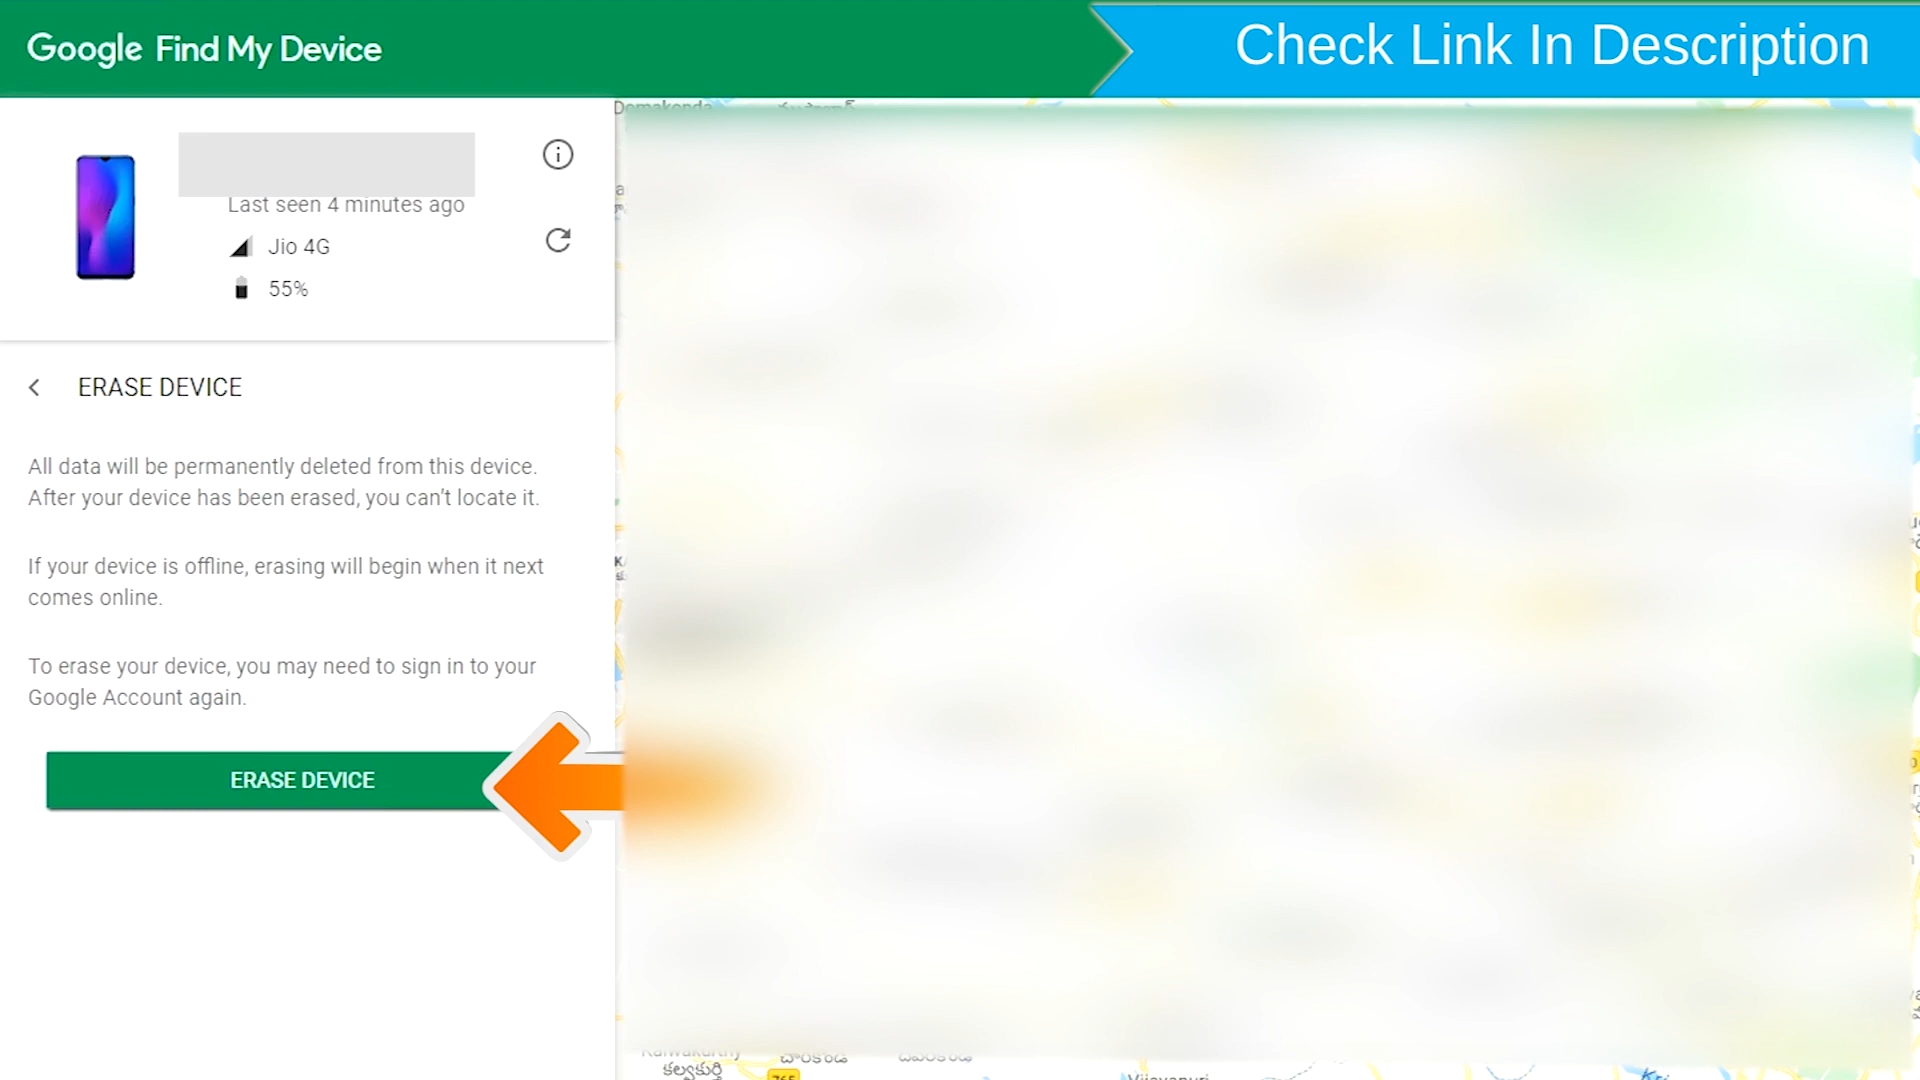 Google Find My Device
Check Link In Description
Last seen 4 minutes ago
Jio 4G
55%
ERASE DEVICE
All data will be permanently deleted from this device.
After your device has been erased, you can't locate it.
If your device is offline, erasing will begin when it next
comes online.
To erase your device, you may need to sign in to your
Google Account again.
ERASE DEVICE
కల్వకుర్తి
765